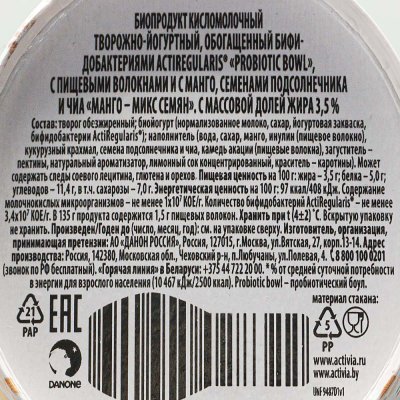 БИОПРОДУКТ КИСЛОМОЛОЧНЫЙ
ТВОРОЖНО-ЙОГУРТНЫЙ, ОБОГАЩЕННЫЙ БИФИ-
ДОБАКТЕРИЯМИ ACTIREGULARIS® «PROBIOTIC BOWL»,
С ПИЩЕВЫМИ ВОЛОКНАМИ И С МАНГО, СЕМЕНАМИ ПОДСОЛНЕЧНИКА
И ЧИА «МАНГО – МИКС СЕМЯН». С МАССОВОЙ ДОЛЕЙ ЖИРА 3,5 %
Состав: творог обезжиренный; биойогурт (нормализованное молоко, сахар, йогуртовая закваска,
бифидобактерии ActiRegularis®); наполнитель (вода, сахар, манго, инулин (пищевое волокно),
кукурузный крахмал, семена подсолнечника и чиа, камедь акации (пищевые волокна), загуститель –
пектины, натуральный ароматизатор, лимонный сок концентрированный, краситель – каротины). Может
содержать следы соевого лецитина, глютена и орехов. Пищевая ценность на 100 г: жира – 3,5 г; белка – 5,0 г;
углеводов – 11,4 г, в т.ч. сахарозы – 7,0 г. Энергетическая ценность на 100 г: 97 ккал/408 кДж. Содержание
молочнокислых микроорганизмов – не менее 1х10⁷ КОЕ/г. Количество бифидобактерий ActiRegularis® – не менее
3,4х10⁷ КОЕ/г. В 135 г продукта содержится 1,5 г пищевых волокон. Хранить при t (4±2) °С. Вскрытую упаковку
не хранить. Произведен/Годен до (число, месяц, год): см. на упаковке сверху. Изготовитель, организация,
принимающая претензии: АО «ДАНОН РОССИЯ», Россия, 127015, г.Москва, ул.Вятская, 27, корп.13-14. Адрес
производства: Россия, 142380, Московская обл., Чеховский р-н, п.Любучаны, ул.Полевая, д.1. С 8 800 100 0201
(звонок по РФ бесплатный). «Горячая линия» в Беларуси: +375 44 722 20 00. * % от средней суточной потребности
в энергии для взрослого населения (10 467 кДж/2500 ккал). Probiotic bowl – пробиотический боул.
21
PAP
EAC
DANONE
материал стакана:
5
PP
www.activia.ru
www.activia.by
UNF948701v1